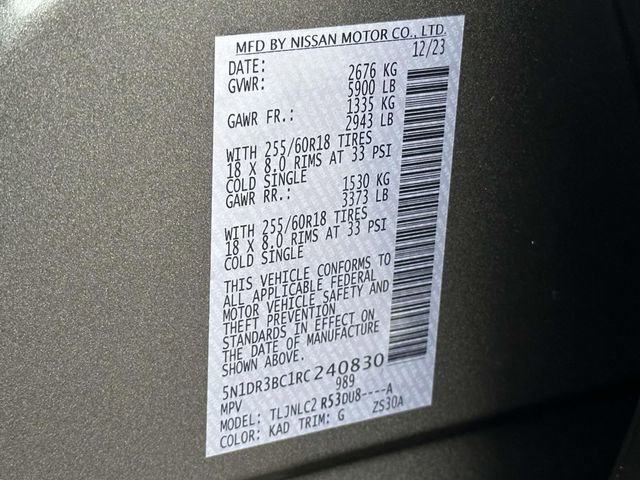 MFD BY NISSAN MOTOR CO., LTD.
DATE: 12/23
GVWR: 2676 KG
5900 LB
GAWR FR.: 1335 KG
2943 LB
WITH 255/60R18 TIRES
18 X 8.0 RIMS AT 33 PSI
COLD SINGLE
GAWR RR.: 1530 KG
3373 LB
WITH 255/60R18 TIRES
18 X 8.0 RIMS AT 33 PSI
COLD SINGLE
THIS VEHICLE CONFORMS TO
ALL APPLICABLE FEDERAL
MOTOR VEHICLE SAFETY AND
THEFT PREVENTION
STANDARDS IN EFFECT ON
THE DATE OF MANUFACTURE
SHOWN ABOVE.
5N1DR3BC1RC240830
MPV 989
MODEL: TLJNLC2 R53DU8----A
COLOR: KAD TRIM: G ZS30A